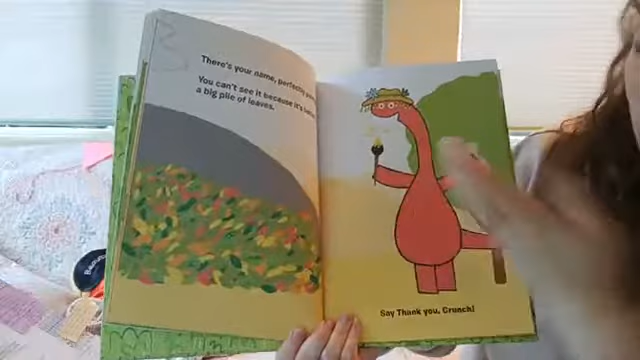 There's your name, perfectly
You can't see it because it's
a big pile of leaves.
Say Thank you, Crunch!